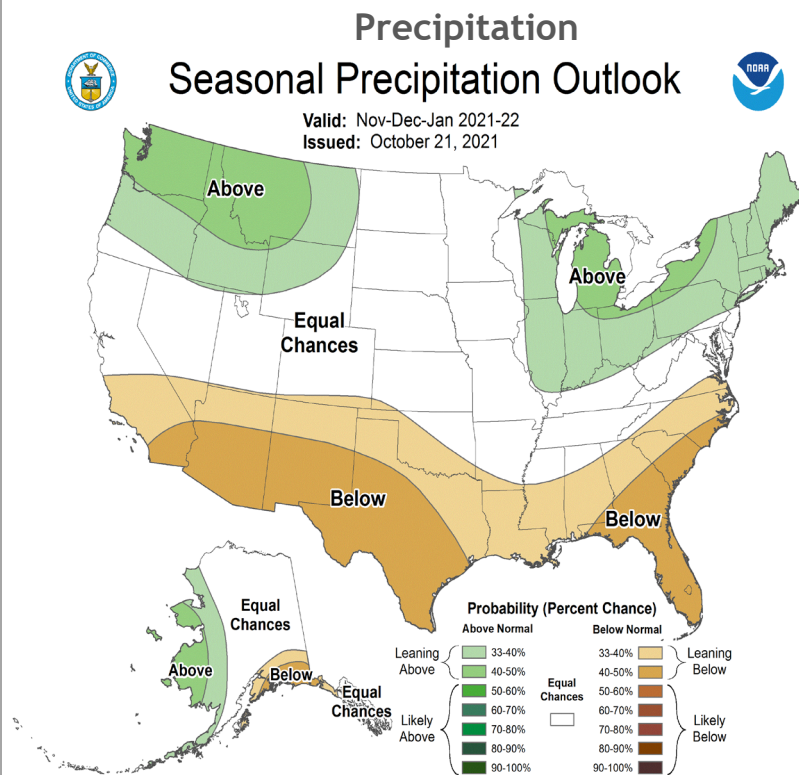 Precipitation
Seasonal Precipitation Outlook
NOAA
Valid: Nov-Dec-Jan 2021-22
Issued: October 21, 2021
Above
Above
Equal
Chances
Below
Below
Equal
Chances
Above
Below
Equal
Chances
Probability (Percent Chance)
Above Normal
Below Normal
Leaning
Above
33-40%
40-50%
Likely
Above
50-60%
60-70%
70-80%
80-90%
90-100%
Equal
Chances
33-40%
40-50%
Leaning
Below
50-60%
60-70%
70-80%
80-90%
90-100%
Likely
Below